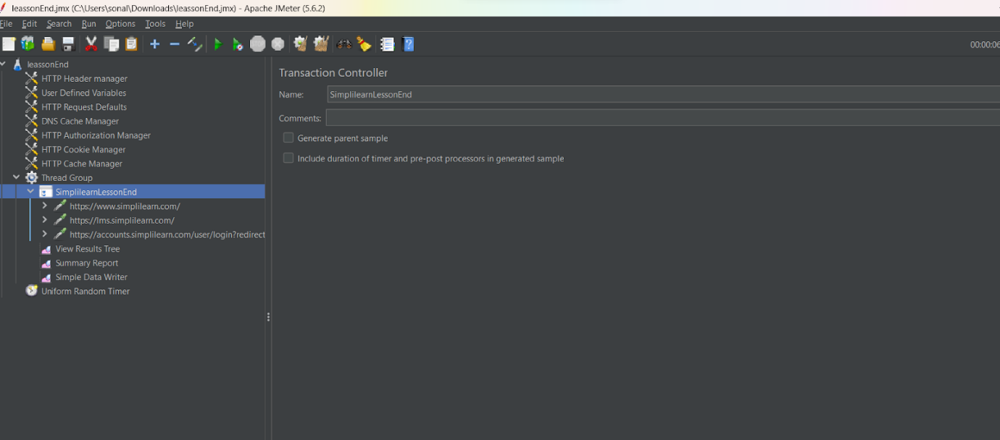 leassonEnd.jmx (C:\Users\sonal\Downloads\leassonEnd.jmx) - Apache JMeter (5.6.2)
File Edit Search Run Options Tools Help
00:00:06
leassonEnd
HTTP Header manager
User Defined Variables
HTTP Request Defaults
DNS Cache Manager
HTTP Authorization Manager
HTTP Cookie Manager
HTTP Cache Manager
Thread Group
SimplilearnLessonEnd
https://www.simplilearn.com/
https://lms.simplilearn.com/
https://accounts.simplilearn.com/user/login?redirect
View Results Tree
Summary Report
Simple Data Writer
Uniform Random Timer
Transaction Controller
Name: SimplilearnLessonEnd
Comments:
Generate parent sample
Include duration of timer and pre-post processors in generated sample